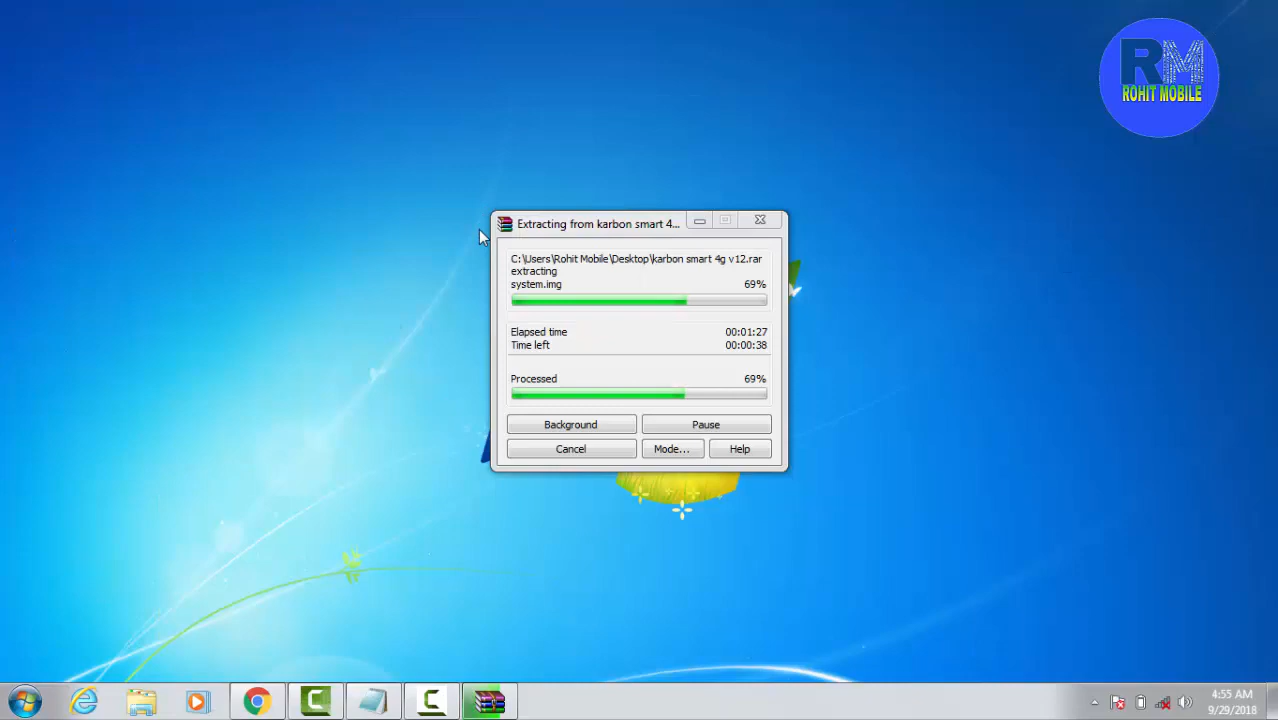 RM
ROHIT MOBILE
Extracting from karbon smart 4...
C:\Users\Rohit Mobile\Desktop\karbon smart 4g v12.rar
extracting
system.img 69%
Elapsed time 00:01:27
Time left 00:00:38
Processed 69%
Background Pause
Cancel Mode... Help
4:55 AM
9/29/2018